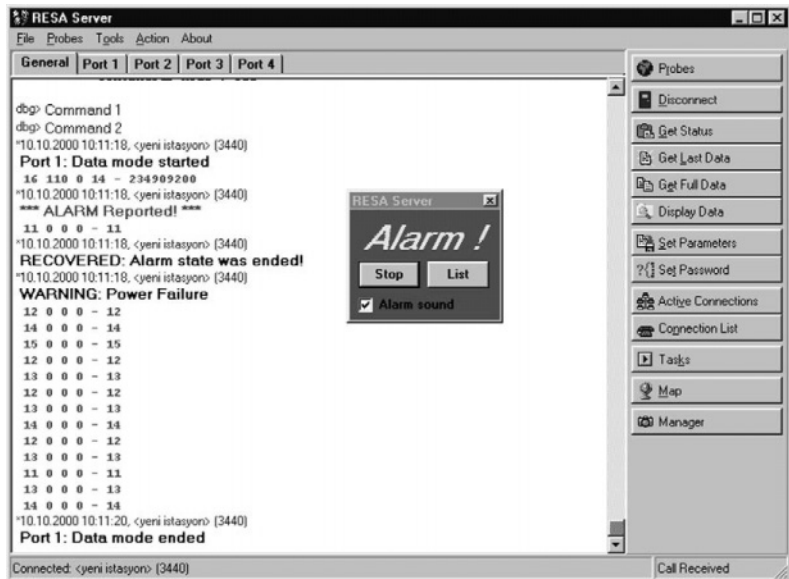 RESA Server
File Probes Tools Action About
General Port 1 Port 2 Port 3 Port 4
dbg> Command 1
dbg> Command 2
*10.10.2000 10:11:18, <yeni istasyon> (3440)
Port 1: Data mode started
16 110 0 14 - 234909200
*10.10.2000 10:11:18, <yeni istasyon> (3440)
*** ALARM Reported! ***
11 0 0 0 - 11
*10.10.2000 10:11:18, <yeni istasyon> (3440)
RECOVERED: Alarm state was ended!
*10.10.2000 10:11:18, <yeni istasyon> (3440)
WARNING: Power Failure
12 0 0 0 - 12
14 0 0 0 - 14
15 0 0 0 - 15
12 0 0 0 - 12
13 0 0 0 - 13
12 0 0 0 - 12
13 0 0 0 - 13
14 0 0 0 - 14
12 0 0 0 - 12
13 0 0 0 - 13
11 0 0 0 - 11
13 0 0 0 - 13
14 0 0 0 - 14
*10.10.2000 10:11:20, <yeni istasyon> (3440)
Port 1: Data mode ended
RESA Server
Alarm !
Stop List
Alarm sound
Probes
Disconnect
Get Status
Get Last Data
Get Full Data
Display Data
Set Parameters
Set Password
Active Connections
Connection List
Tasks
Map
Manager
Connected: <yeni istasyon> (3440)
Call Received